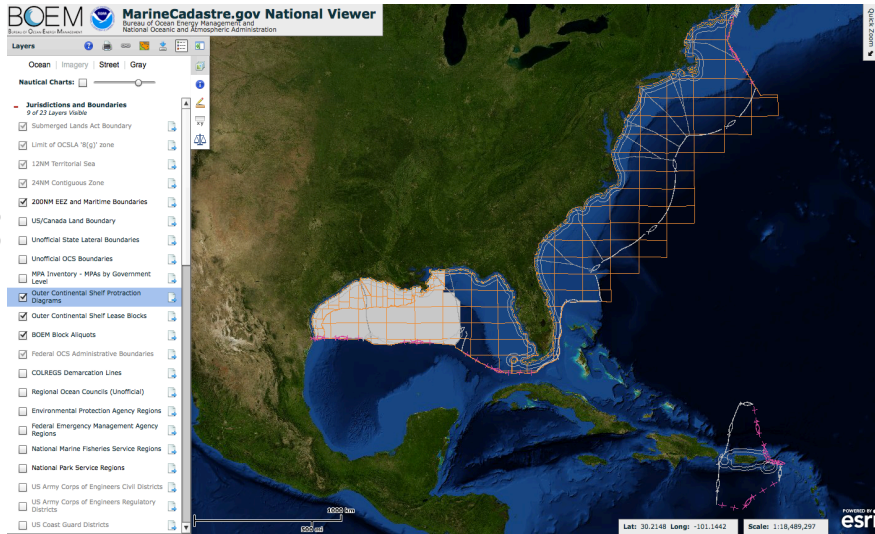 BOEM
BUREAU OF OCEAN ENERGY MANAGEMENT
MarineCadastre.gov National Viewer
Bureau of Ocean Energy Management and
National Oceanic and Atmospheric Administration
Quick Zoom
Layers
Ocean | Imagery | Street | Gray
Nautical Charts:
xy
Jurisdictions and Boundaries
9 of 23 Layers Visible
Submerged Lands Act Boundary
Limit of OCSLA '8(g)' zone
12NM Territorial Sea
24NM Contiguous Zone
200NM EEZ and Maritime Boundaries
US/Canada Land Boundary
Unofficial State Lateral Boundaries
Unofficial OCS Boundaries
MPA Inventory - MPAs by Government
Level
Outer Continental Shelf Protraction
Diagrams
Outer Continental Shelf Lease Blocks
BOEM Block Aliquots
Federal OCS Administrative Boundaries
COLREGS Demarcation Lines
Regional Ocean Councils (Unofficial)
Environmental Protection Agency Regions
Federal Emergency Management Agency
Regions
National Marine Fisheries Service Regions
National Park Service Regions
US Army Corps of Engineers Civil Districts
US Army Corps of Engineers Regulatory
Districts
US Coast Guard Districts
1000 km
500 mi
Lat: 30.2148 Long: -101.1442
Scale: 1:18,489,297
POWERED BY
esri